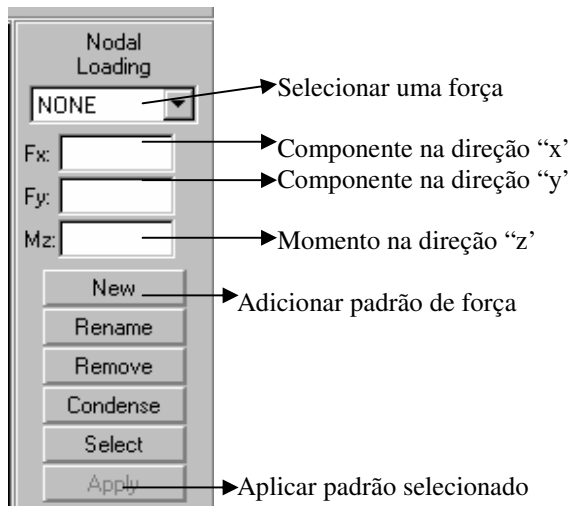 Nodal
Loading
NONE
Selecionar uma força
Fx:
Componente na direção “x’
Fy:
Componente na direção “y’
Mz:
Momento na direção “z’
New
Adicionar padrão de força
Rename
Remove
Condense
Select
Apply
Aplicar padrão selecionado